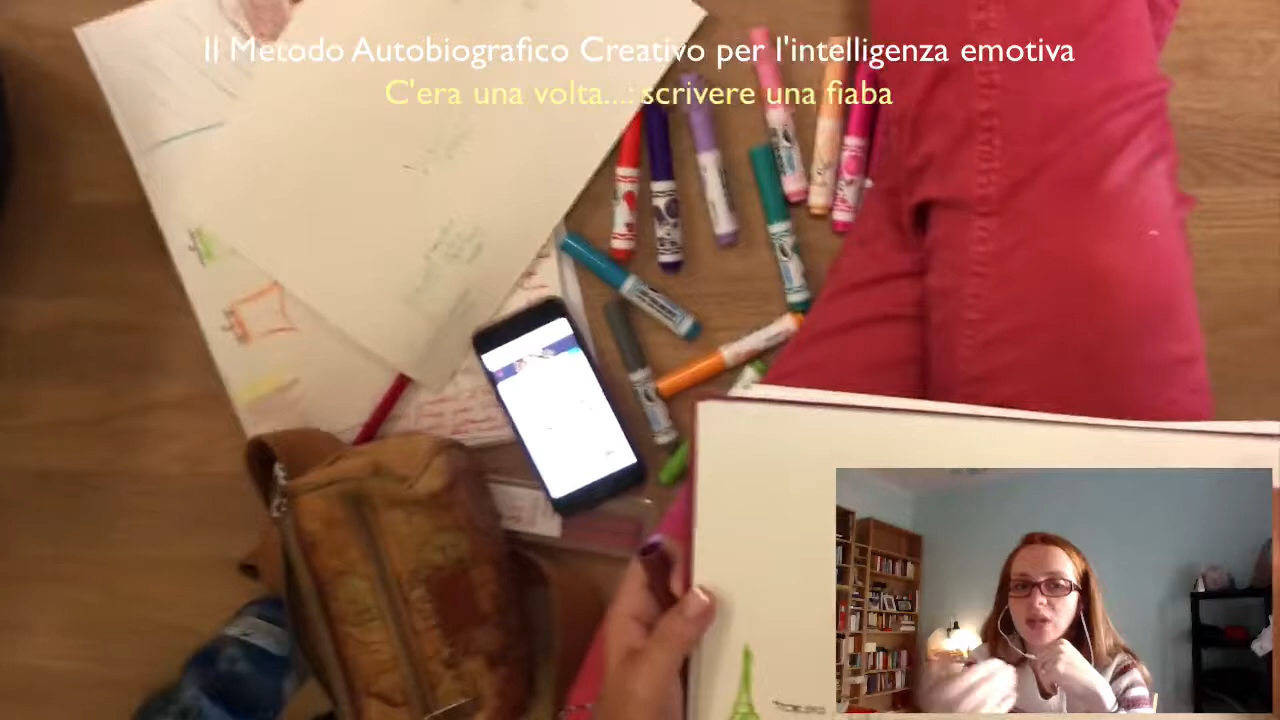 Il Metodo Autobiografico Creativo per l'intelligenza emotiva
C'era una volta... scrivere una fiaba